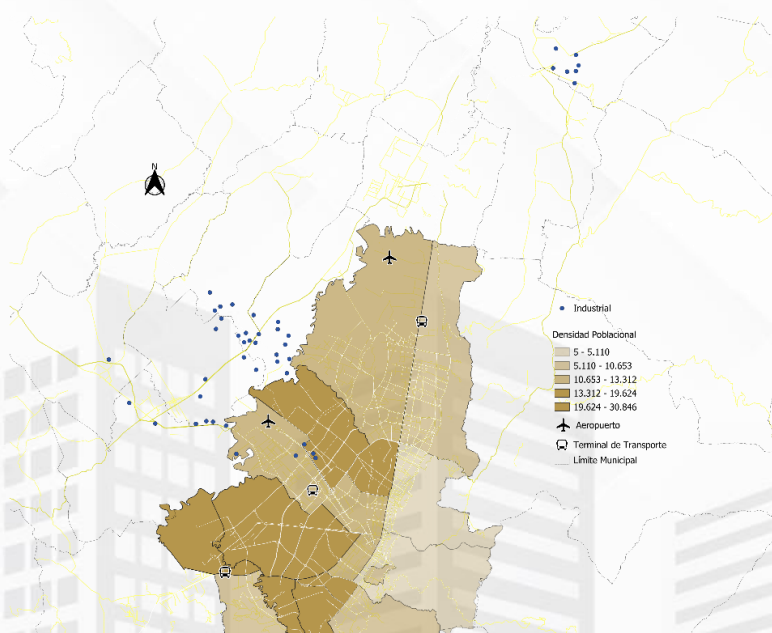 N
Industrial
Densidad Poblacional
5 - 5.110
5.110 - 10.653
10.653 - 13.312
13.312 - 19.624
19.624 - 30.846
Aeropuerto
Terminal de Transporte
Límite Municipal